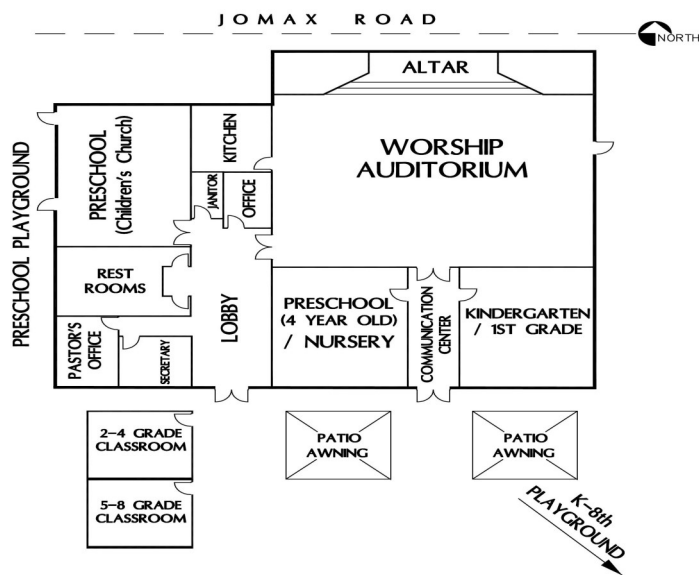 JOMAX ROAD
NORTH
ALTAR
WORSHIP
AUDITORIUM
KITCHEN
PRESCHOOL
(Children's Church)
PRESCHOOL PLAYGROUND
JANITOR
OFFICE
REST
ROOMS
LOBBY
PRESCHOOL
(4 YEAR OLD)
/ NURSERY
COMMUNICATION
CENTER
KINDERGARTEN
/ 1ST GRADE
PASTOR'S
OFFICE
SECRETARY
2-4 GRADE
CLASSROOM
PATIO
AWNING
PATIO
AWNING
5-8 GRADE
CLASSROOM
K-8th
PLAYGROUND